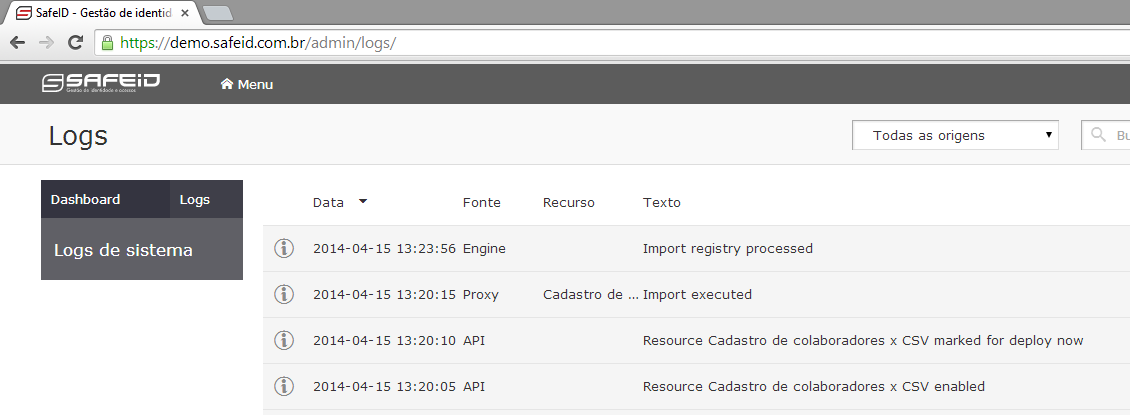 SafeID - Gestão de identid
https://demo.safeid.com.br/admin/logs/
SAFEiD
Gestão de identidade e acessos
Menu
Logs
Todas as origens
Bu
Dashboard Logs
Logs de sistema
Data Fonte Recurso Texto
2014-04-15 13:23:56 Engine Import registry processed
2014-04-15 13:20:15 Proxy Cadastro de ... Import executed
2014-04-15 13:20:10 API Resource Cadastro de colaboradores x CSV marked for deploy now
2014-04-15 13:20:05 API Resource Cadastro de colaboradores x CSV enabled